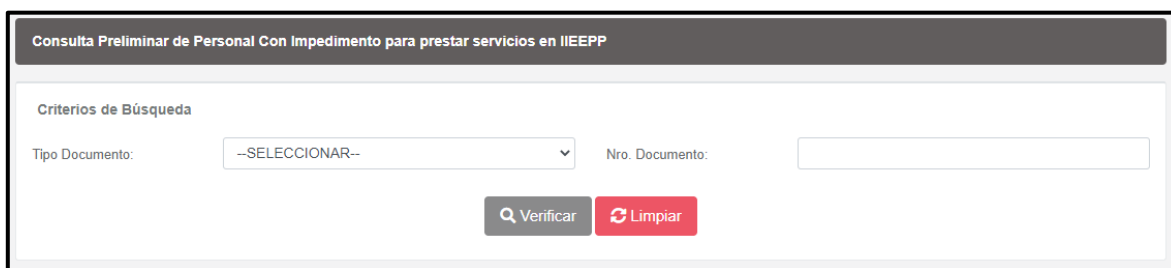 Consulta Preliminar de Personal Con Impedimento para prestar servicios en IIEEPP
Criterios de Búsqueda
Tipo Documento: --SELECCIONAR-- Nro. Documento:
Verificar Limpiar